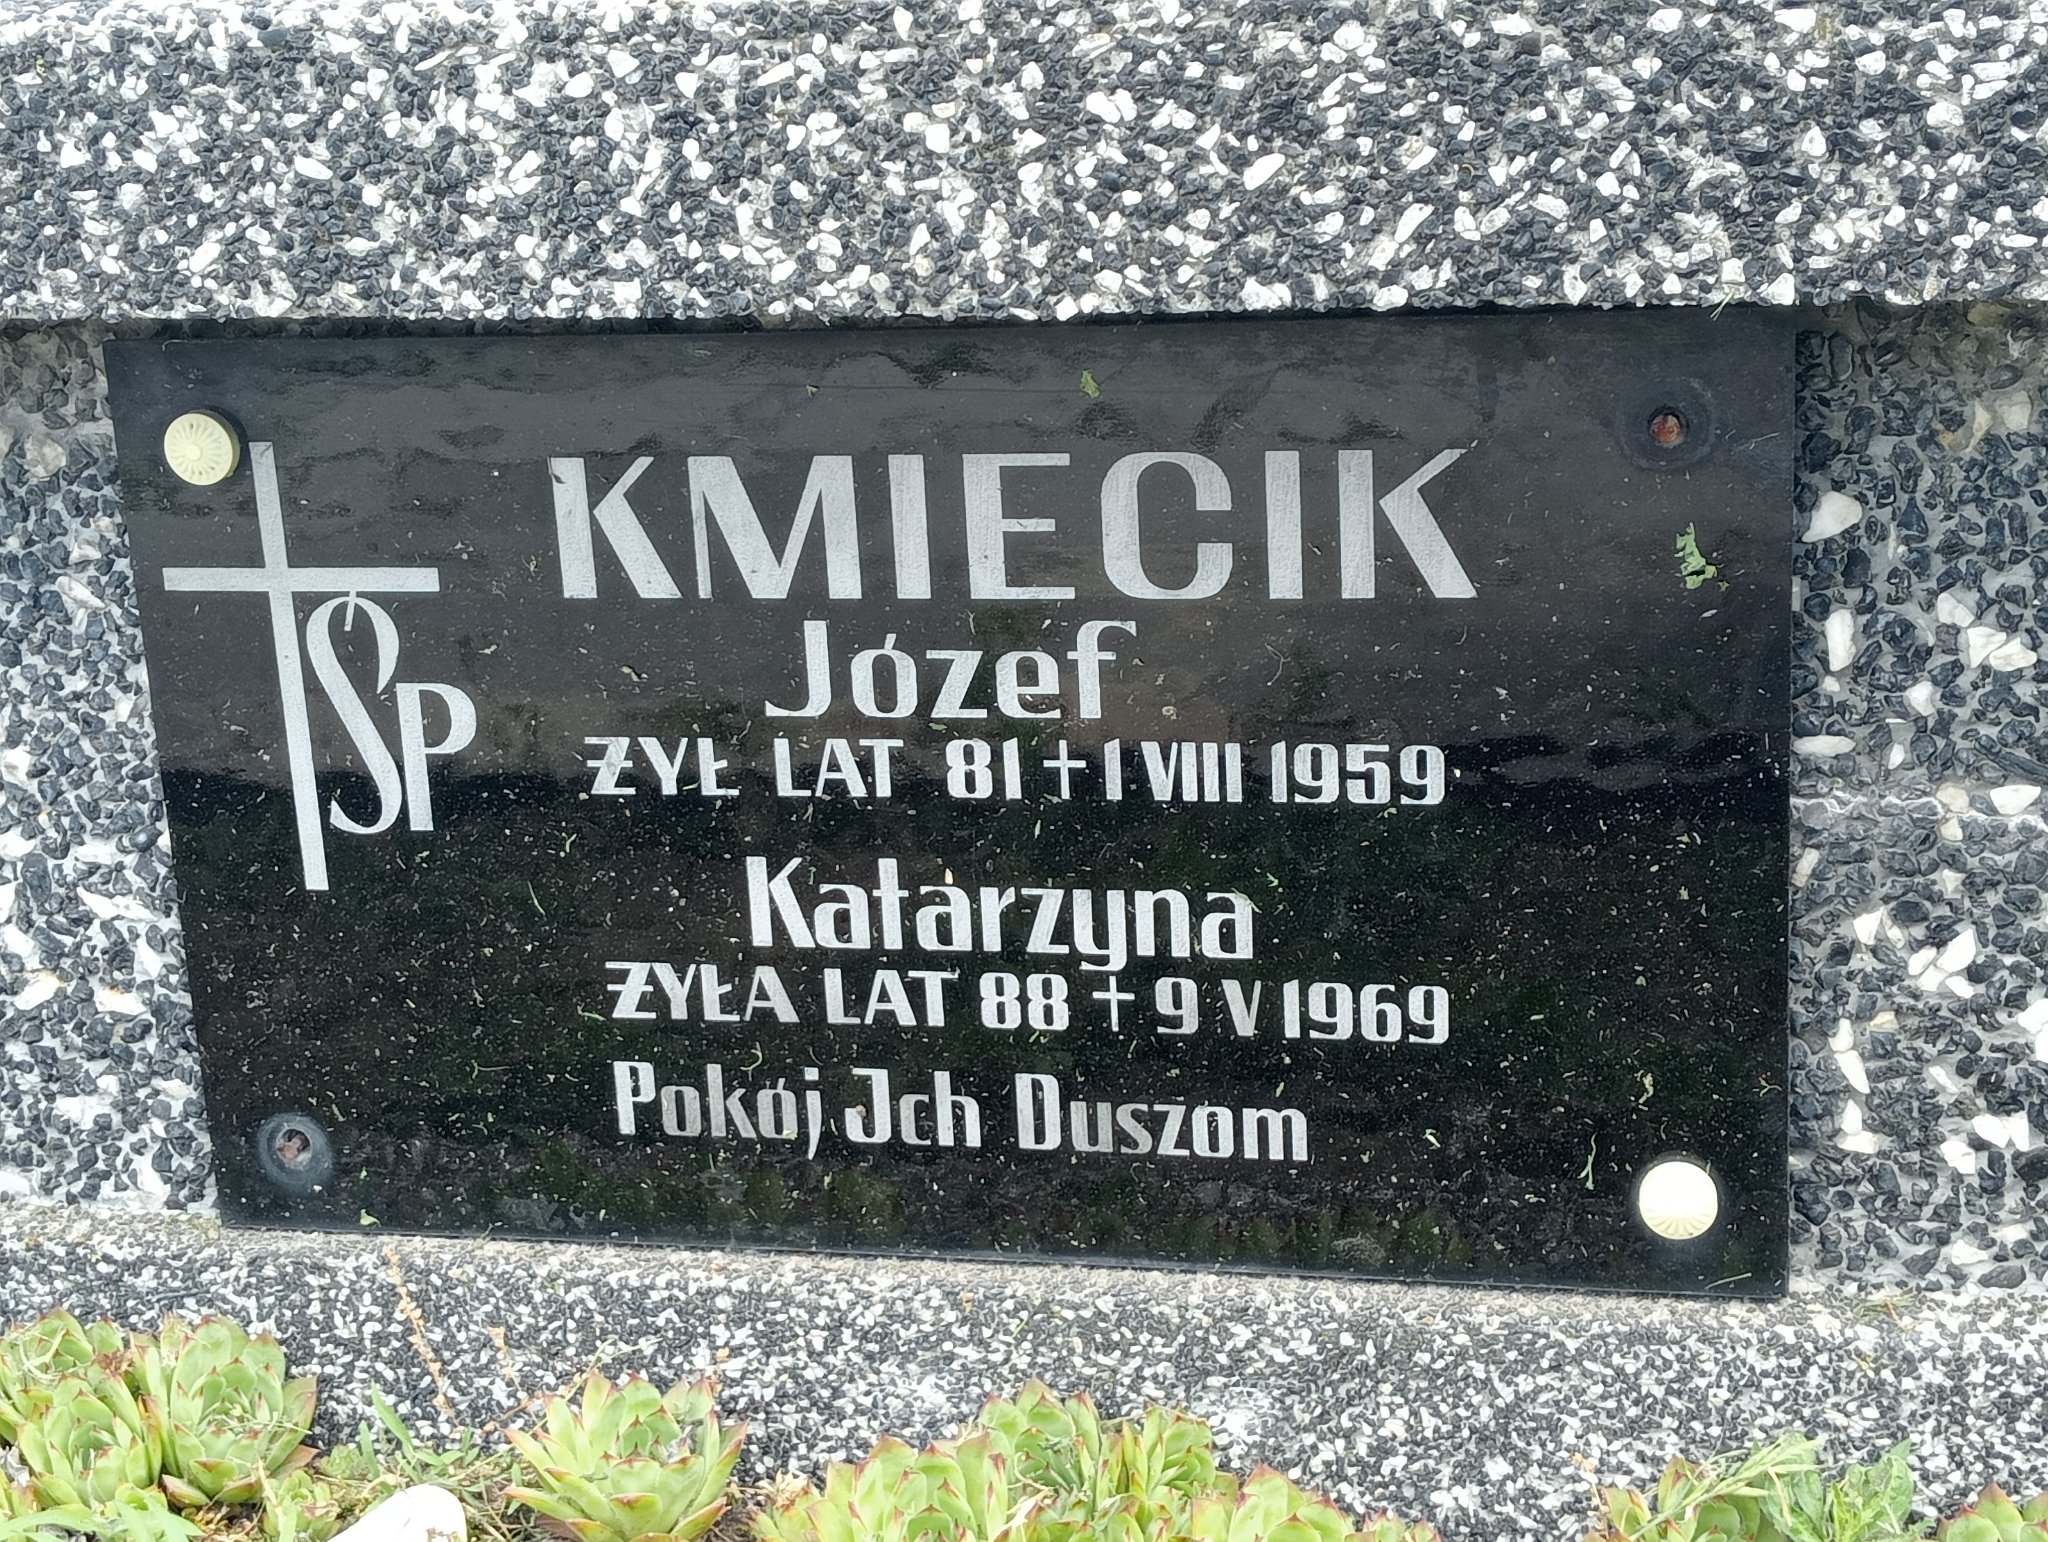 ŚP
KMIECIK
Józef
ŻYŁ LAT 81 + 1 VIII 1959
Katarzyna
ŻYŁA LAT 88 + 9 V 1969
Pokój Jch Duszom